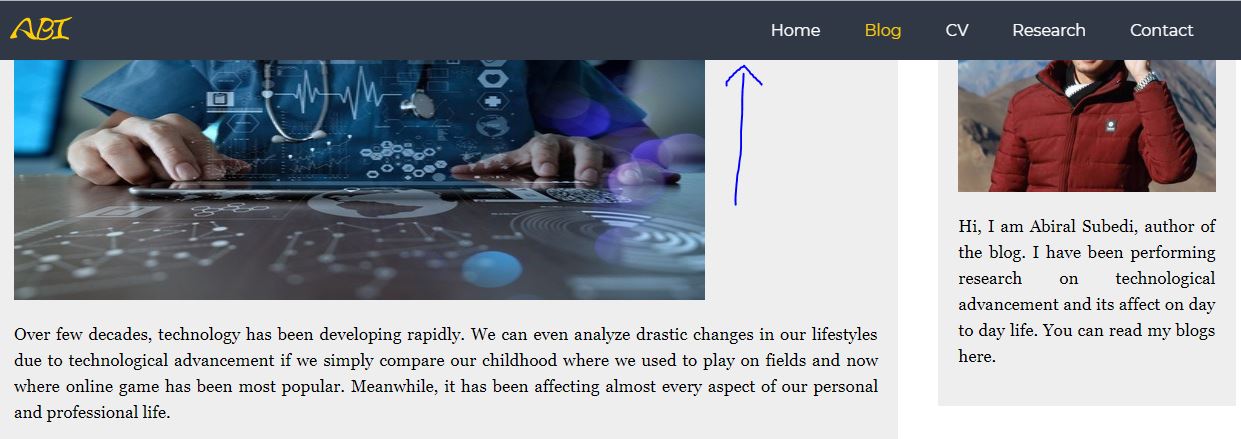 ABI
Home Blog CV Research Contact
Over few decades, technology has been developing rapidly. We can even analyze drastic changes in our lifestyles
due to technological advancement if we simply compare our childhood where we used to play on fields and now
where online game has been most popular. Meanwhile, it has been affecting almost every aspect of our personal
and professional life.
Hi, I am Abiral Subedi, author of
the blog. I have been performing
research on technological
advancement and its affect on day
to day life. You can read my blogs
here.